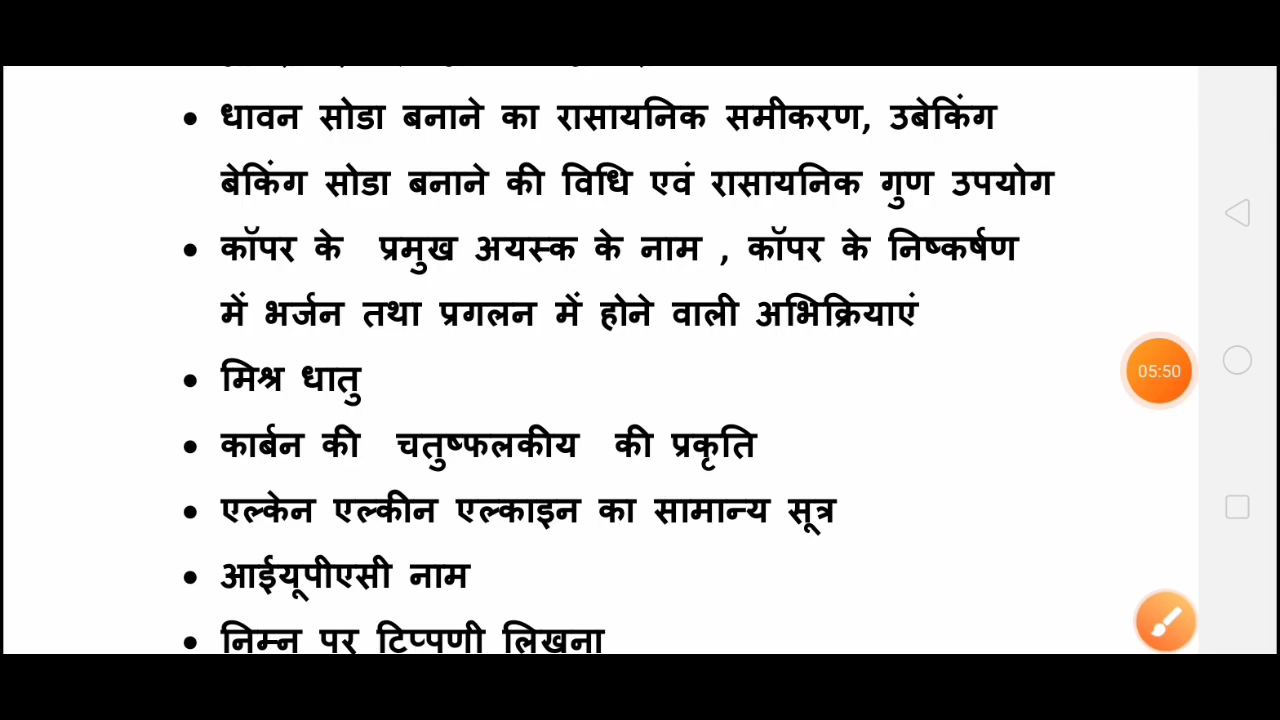 • धावन सोडा बनाने का रासायनिक समीकरण, उबेकिंग
बेकिंग सोडा बनाने की विधि एवं रासायनिक गुण उपयोग
• कॉपर के प्रमुख अयस्क के नाम , कॉपर के निष्कर्षण
में भर्जन तथा प्रगलन में होने वाली अभिक्रियाएं
• मिश्र धातु
05:50
• कार्बन की चतुष्फलकीय की प्रकृति
• एल्केन एल्कीन एल्काइन का सामान्य सूत्र
• आईयूपीएसी नाम
• निम्न पर टिप्पणी लिखना